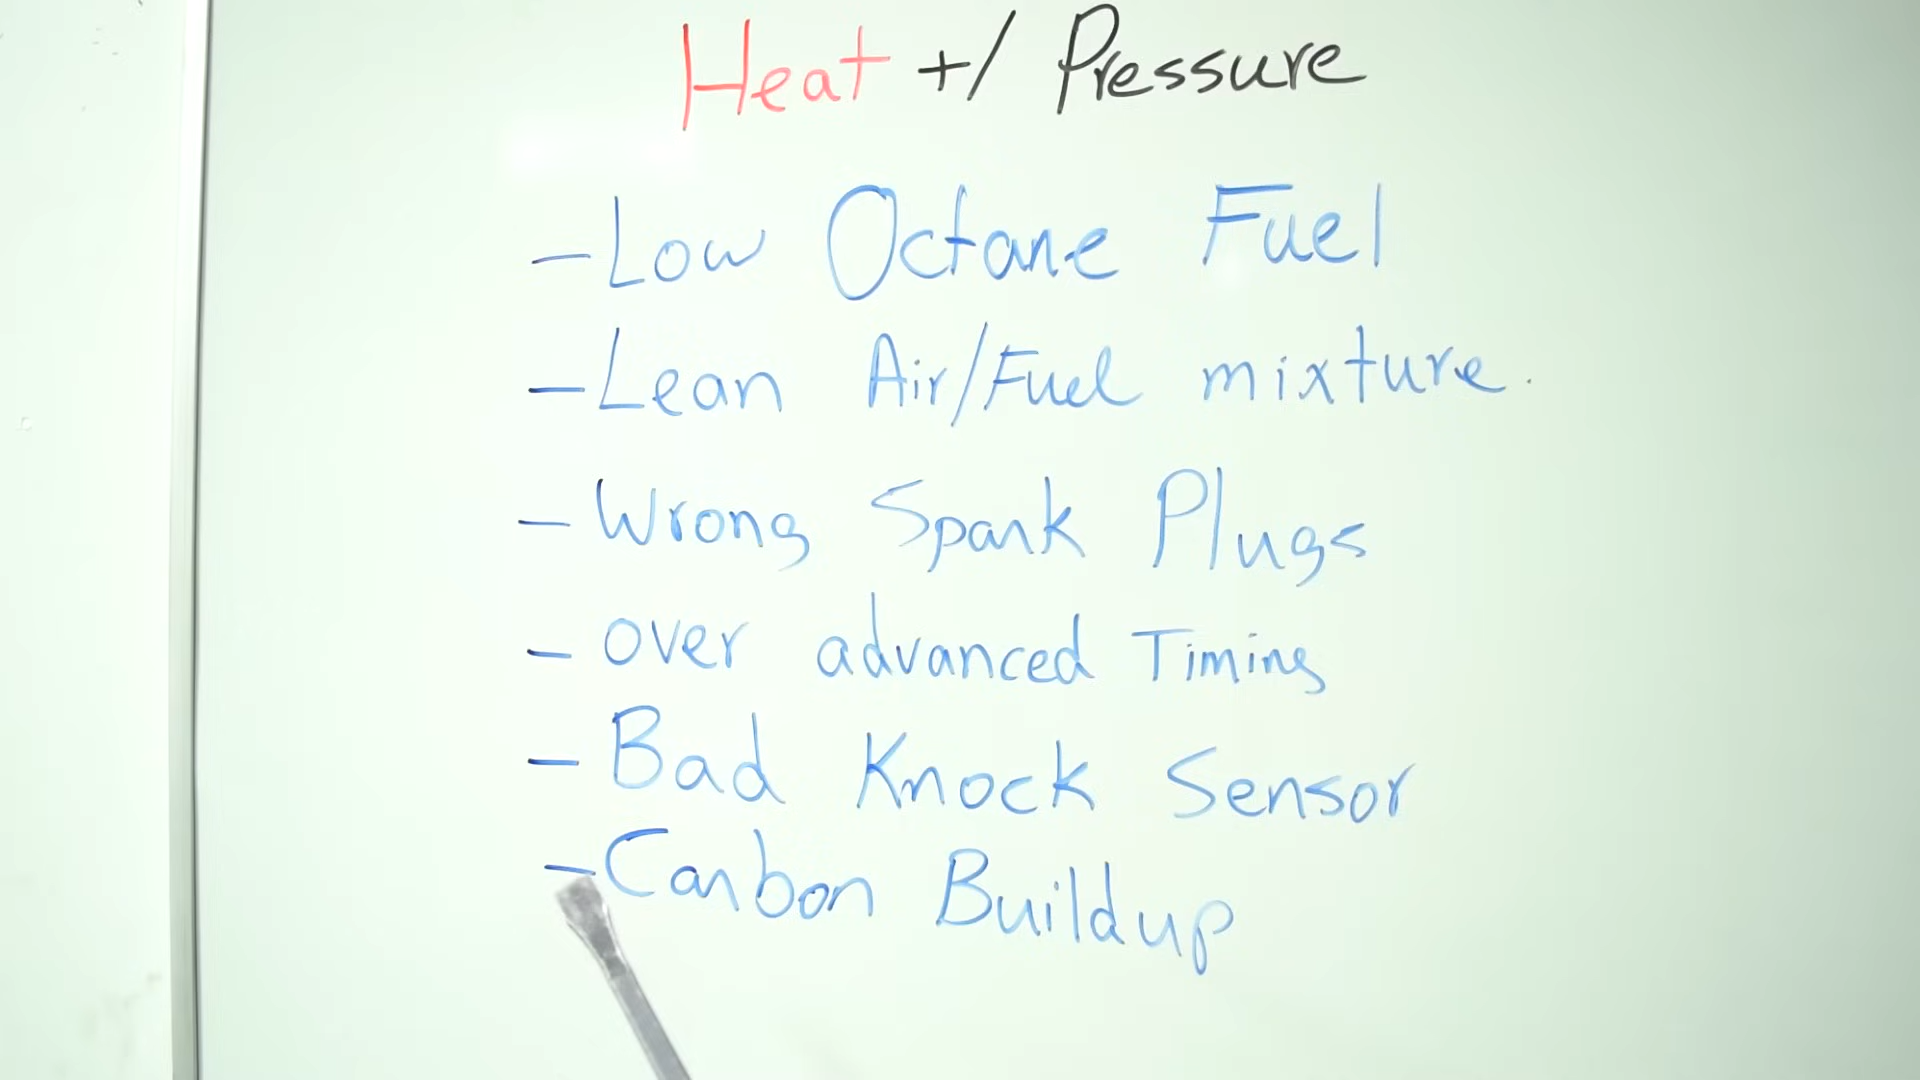 Heat +/ Pressure
- Low Octane Fuel
- Lean Air/Fuel mixture.
- Wrong Spark Plugs
- over advanced Timing
- Bad Knock Sensor
- Carbon Buildup